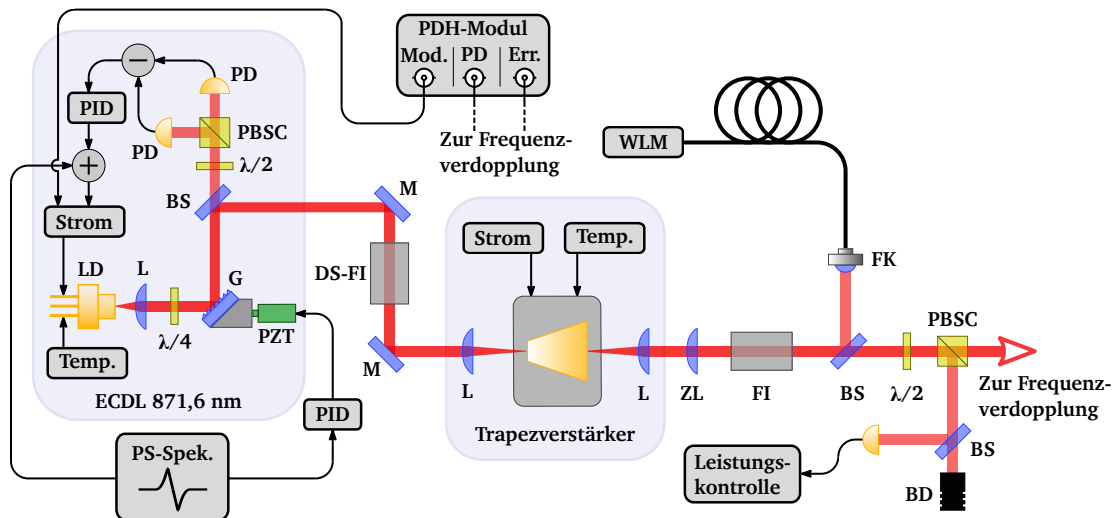 PDH-Modul
Mod.
PD
Err.
Zur Frequenz-
verdopplung
PD
PID
PBSC
PD
λ/2
BS
Strom
LD
L
G
λ/4
PZT
Temp.
ECDL 871,6 nm
PID
PS-Spek.
M
DS-FI
M
L
Strom
Temp.
Trapezverstärker
L
ZL
FI
WLM
FK
BS
λ/2
PBSC
Zur Frequenz-
verdopplung
BS
BD
Leistungs-
kontrolle